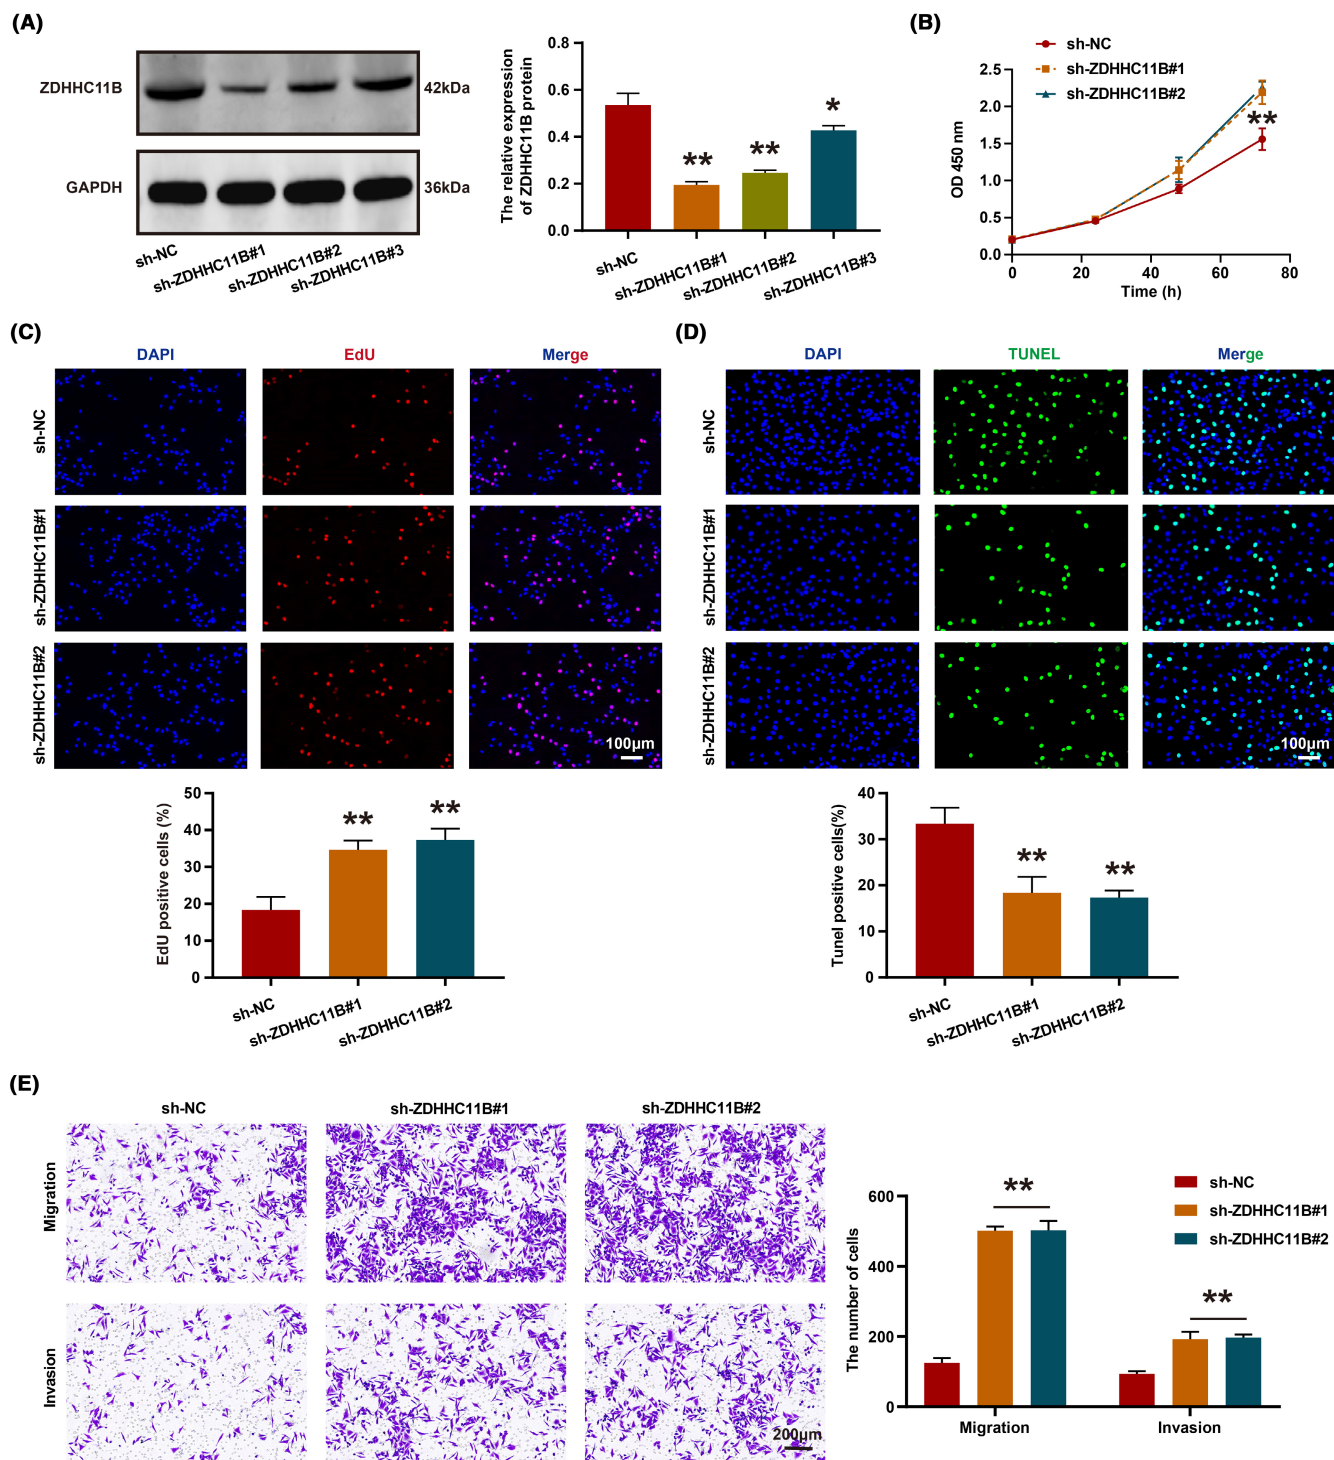 (A)
ZDHHC11B
42kDa
GAPDH
36kDa
sh-NC
sh-ZDHHC11B#1
sh-ZDHHC11B#2
sh-ZDHHC11B#3
The relative expression
of ZDHHC11B protein
0.8
0.6
0.4
0.2
0.0
**
**
*
sh-NC
sh-ZDHHC11B#1
sh-ZDHHC11B#2
sh-ZDHHC11B#3
(B)
sh-NC
sh-ZDHHC11B#1
sh-ZDHHC11B#2
OD 450 nm
2.5
2.0
1.5
1.0
0.5
0.0
**
0
20
40
60
80
Time (h)
(C)
DAPI
EdU
Merge
sh-NC
sh-ZDHHC11B#1
sh-ZDHHC11B#2
100μm
EdU positive cells (%)
50
40
30
20
10
0
**
**
sh-NC
sh-ZDHHC11B#1
sh-ZDHHC11B#2
(D)
DAPI
TUNEL
Merge
sh-NC
sh-ZDHHC11B#1
sh-ZDHHC11B#2
100μm
Tunel positive cells(%)
40
30
20
10
0
**
**
sh-NC
sh-ZDHHC11B#1
sh-ZDHHC11B#2
(E)
sh-NC
sh-ZDHHC11B#1
sh-ZDHHC11B#2
Migration
Invasion
200μm
The number of cells
600
400
200
0
**
**
Migration
Invasion
sh-NC
sh-ZDHHC11B#1
sh-ZDHHC11B#2